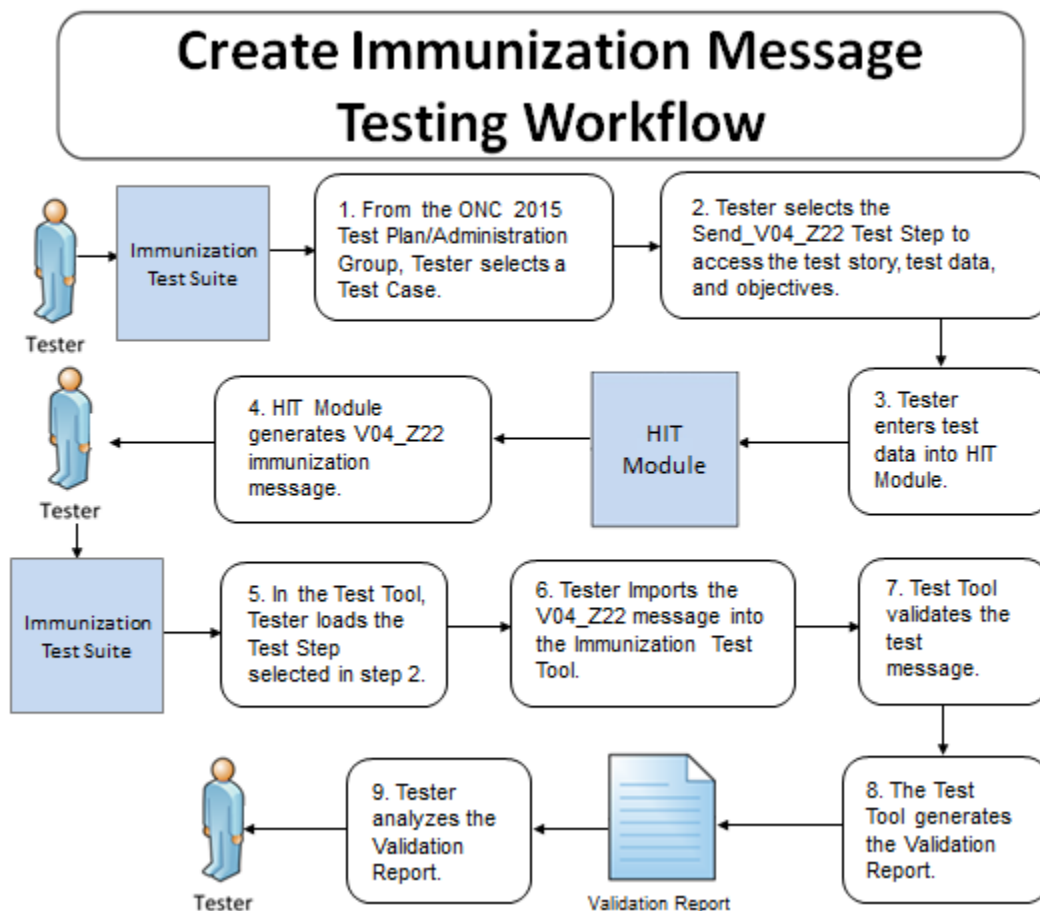 Create Immunization Message
Testing Workflow
Tester
Immunization
Test Suite
1. From the ONC 2015
Test Plan/Administration
Group, Tester selects a
Test Case.
2. Tester selects the
Send_V04_Z22 Test Step to
access the test story, test data,
and objectives.
3. Tester
enters test
data into HIT
Module.
HIT
Module
4. HIT Module
generates V04_Z22
immunization
message.
Tester
Immunization
Test Suite
5. In the Test Tool,
Tester loads the
Test Step
selected in step 2.
6. Tester Imports the
V04_Z22 message into
the Immunization Test
Tool.
7. Test Tool
validates the
test
message.
8. The Test
Tool generates
the Validation
Report.
Validation Report
9. Tester
analyzes the
Validation
Report.
Tester